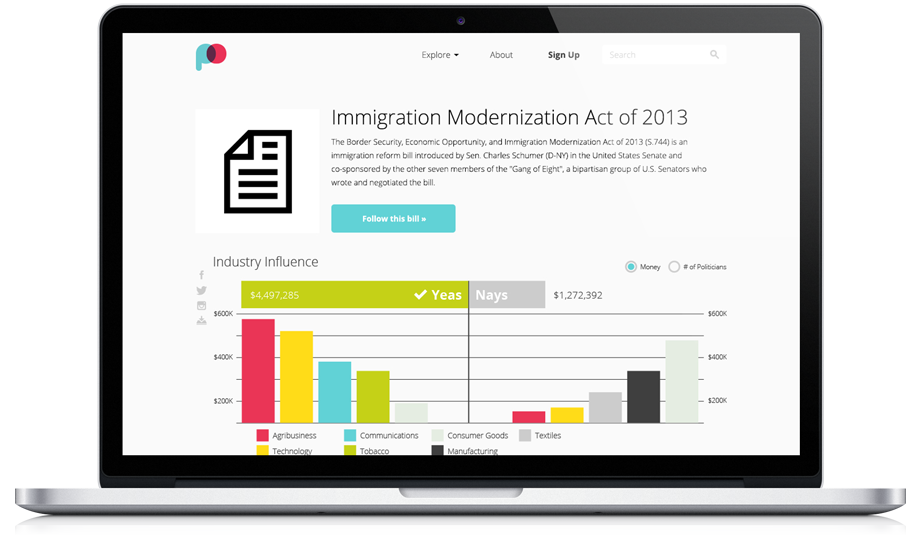 Explore About Sign Up Search
Immigration Modernization Act of 2013
The Border Security, Economic Opportunity, and Immigration Modernization Act of 2013 (S.744) is an
immigration reform bill introduced by Sen. Charles Schumer (D-NY) in the United States Senate and
co-sponsored by the other seven members of the "Gang of Eight", a bipartisan group of U.S. Senators who
wrote and negotiated the bill.
Follow this bill »
Industry Influence
Money # of Politicians
$4,497,285 Yeas Nays $1,272,392
$600K $600K
$400K $400K
$200K $200K
Agribusiness Communications Consumer Goods Textiles
Technology Tobacco Manufacturing